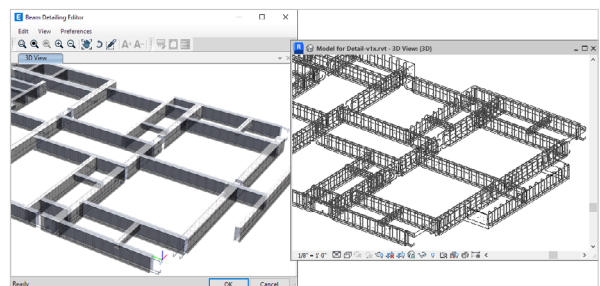 E Beam Detailing Editor
Edit View Preferences
A+ A-
3D View
Ready
OK Cancel
R Model for Detail-v1x.rvt - 3D View: {3D}
1/8" = 1'-0"